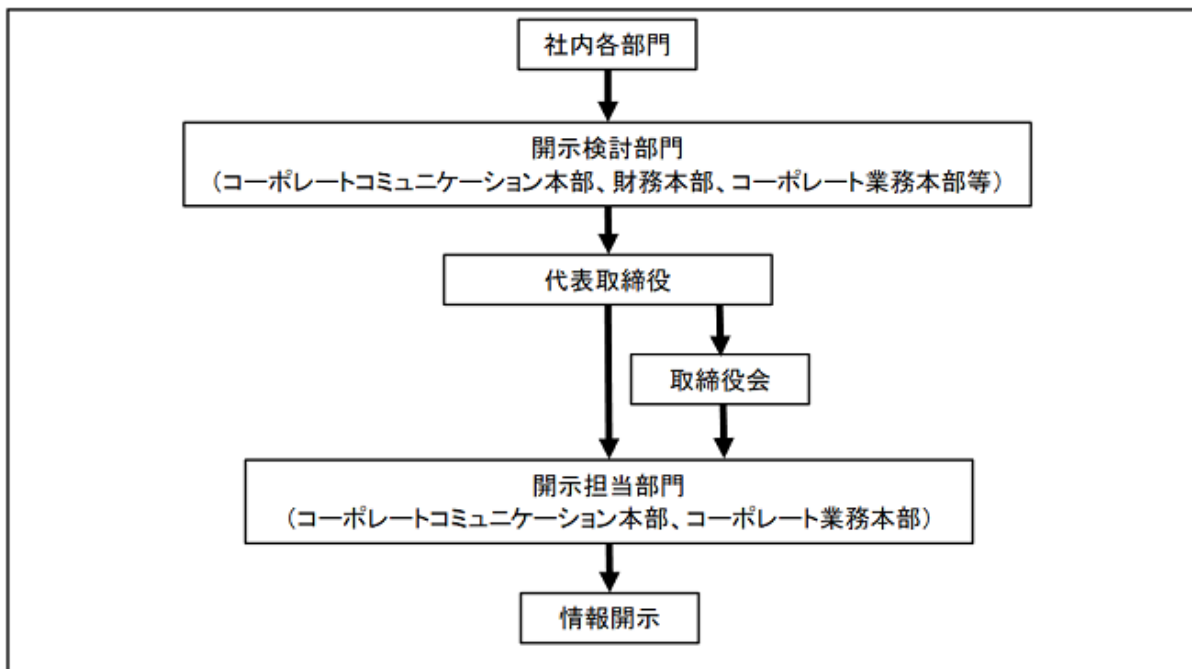 社内各部門
開示検討部門
（コーポレートコミュニケーション本部、財務本部、コーポレート業務本部等）
代表取締役
取締役会
開示担当部門
（コーポレートコミュニケーション本部、コーポレート業務本部）
情報開示